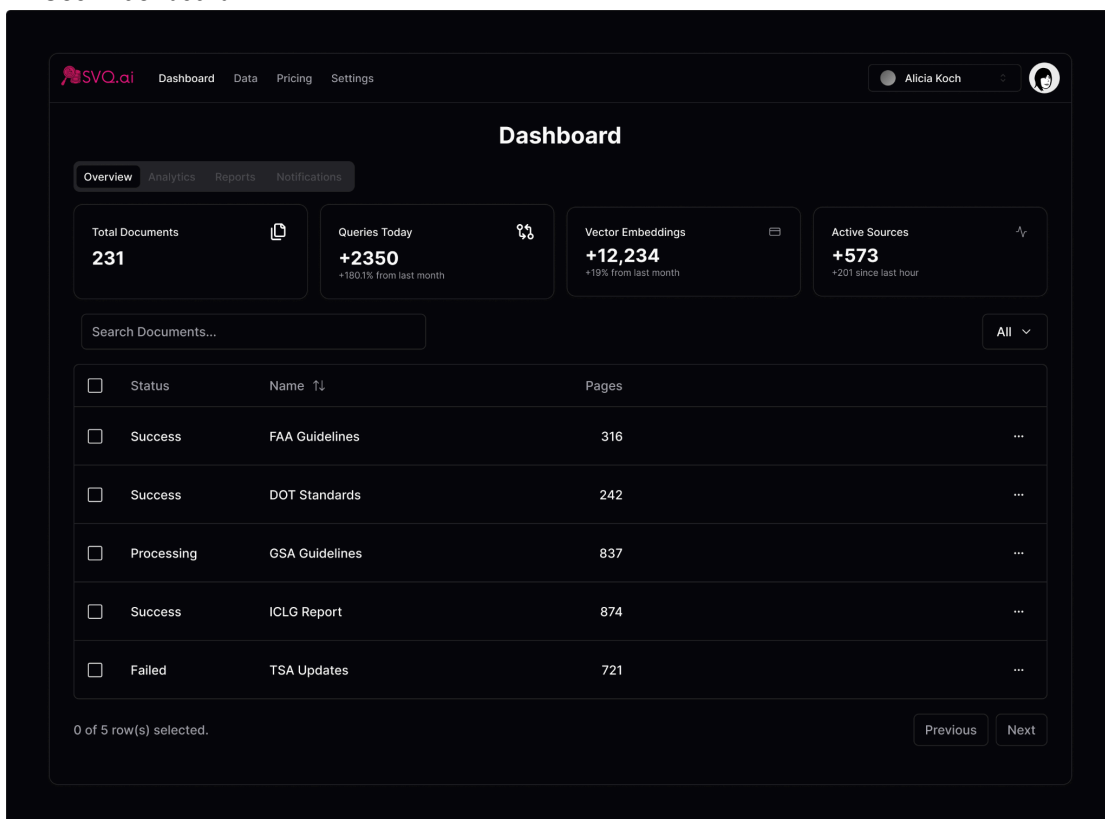 SVQ.ai Dashboard Data Pricing Settings Alicia Koch
Dashboard
Overview Analytics Reports Notifications
Total Documents
231
Queries Today
+2350
+180.1% from last month
Vector Embeddings
+12,234
+19% from last month
Active Sources
+573
+201 since last hour
Search Documents...
All
Status Name Pages
Success FAA Guidelines 316 ...
Success DOT Standards 242 ...
Processing GSA Guidelines 837 ...
Success ICLG Report 874 ...
Failed TSA Updates 721 ...
0 of 5 row(s) selected.
Previous Next